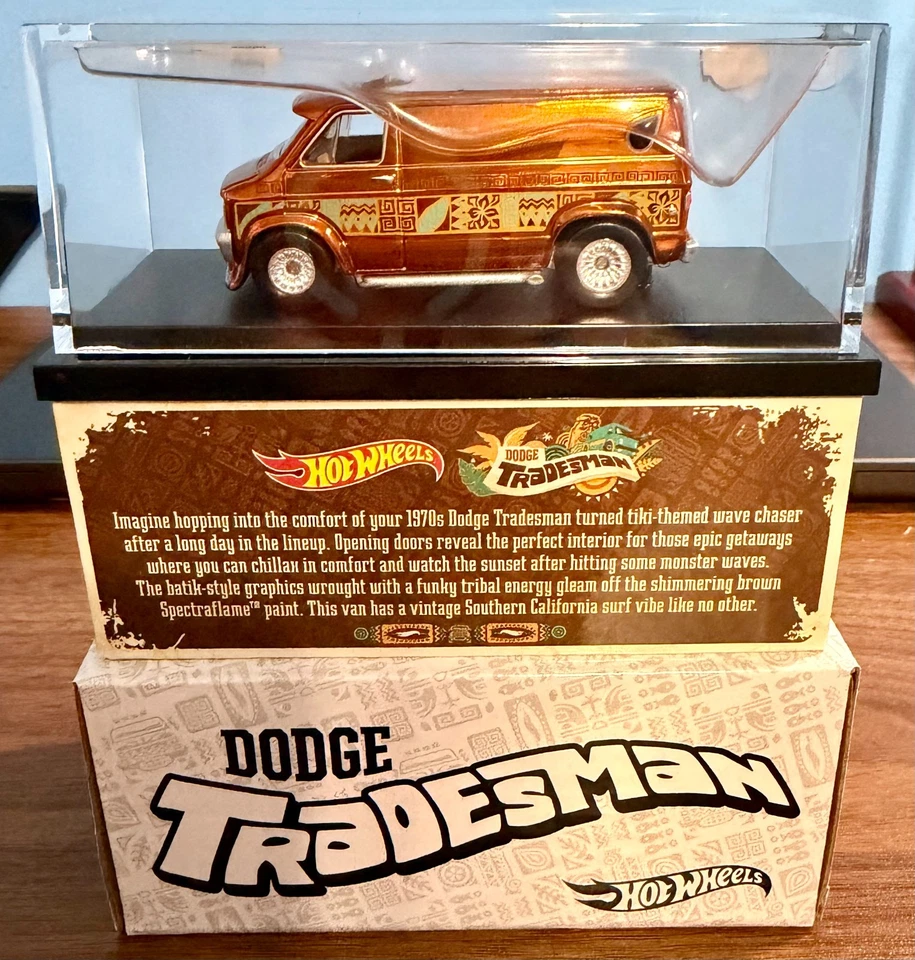 HOT WHEELS
DODGE
TRADESMAN
Imagine hopping into the comfort of your 1970s Dodge Tradesman turned tiki-themed wave chaser
after a long day in the lineup. Opening doors reveal the perfect interior for those epic getaways
where you can chillax in comfort and watch the sunset after hitting some monster waves.
The batik-style graphics wrought with a funky tribal energy gleam off the shimmering brown
Spectraflame™ paint. This van has a vintage Southern California surf vibe like no other.
DODGE
TRaDESMaN
HOT WHEELS